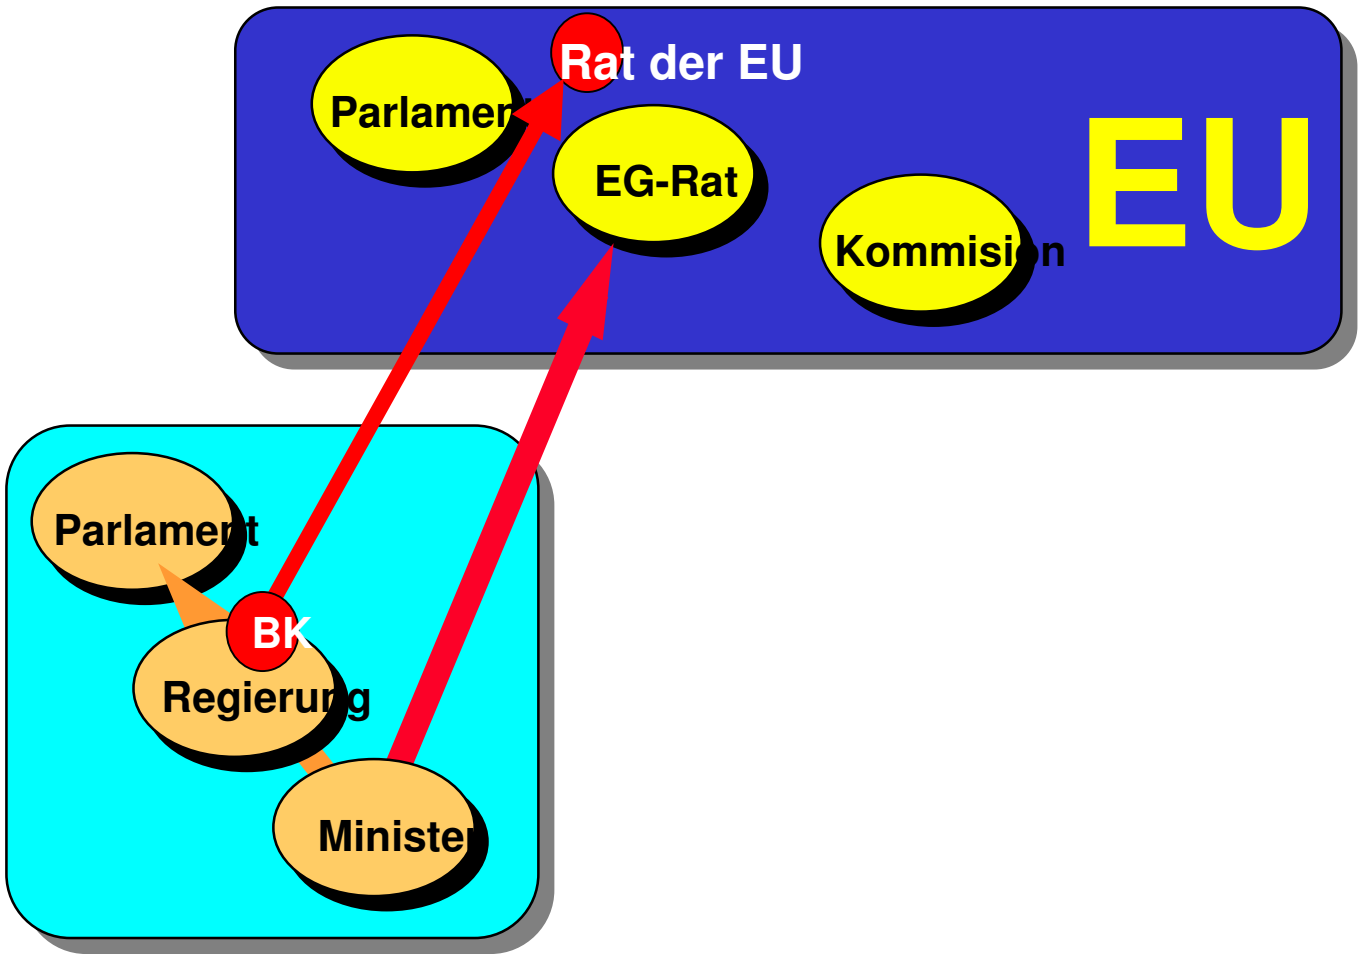 Rat der EU
Parlament
EG-Rat
EU
Kommision
Parlament
BK
Regierung
Minister